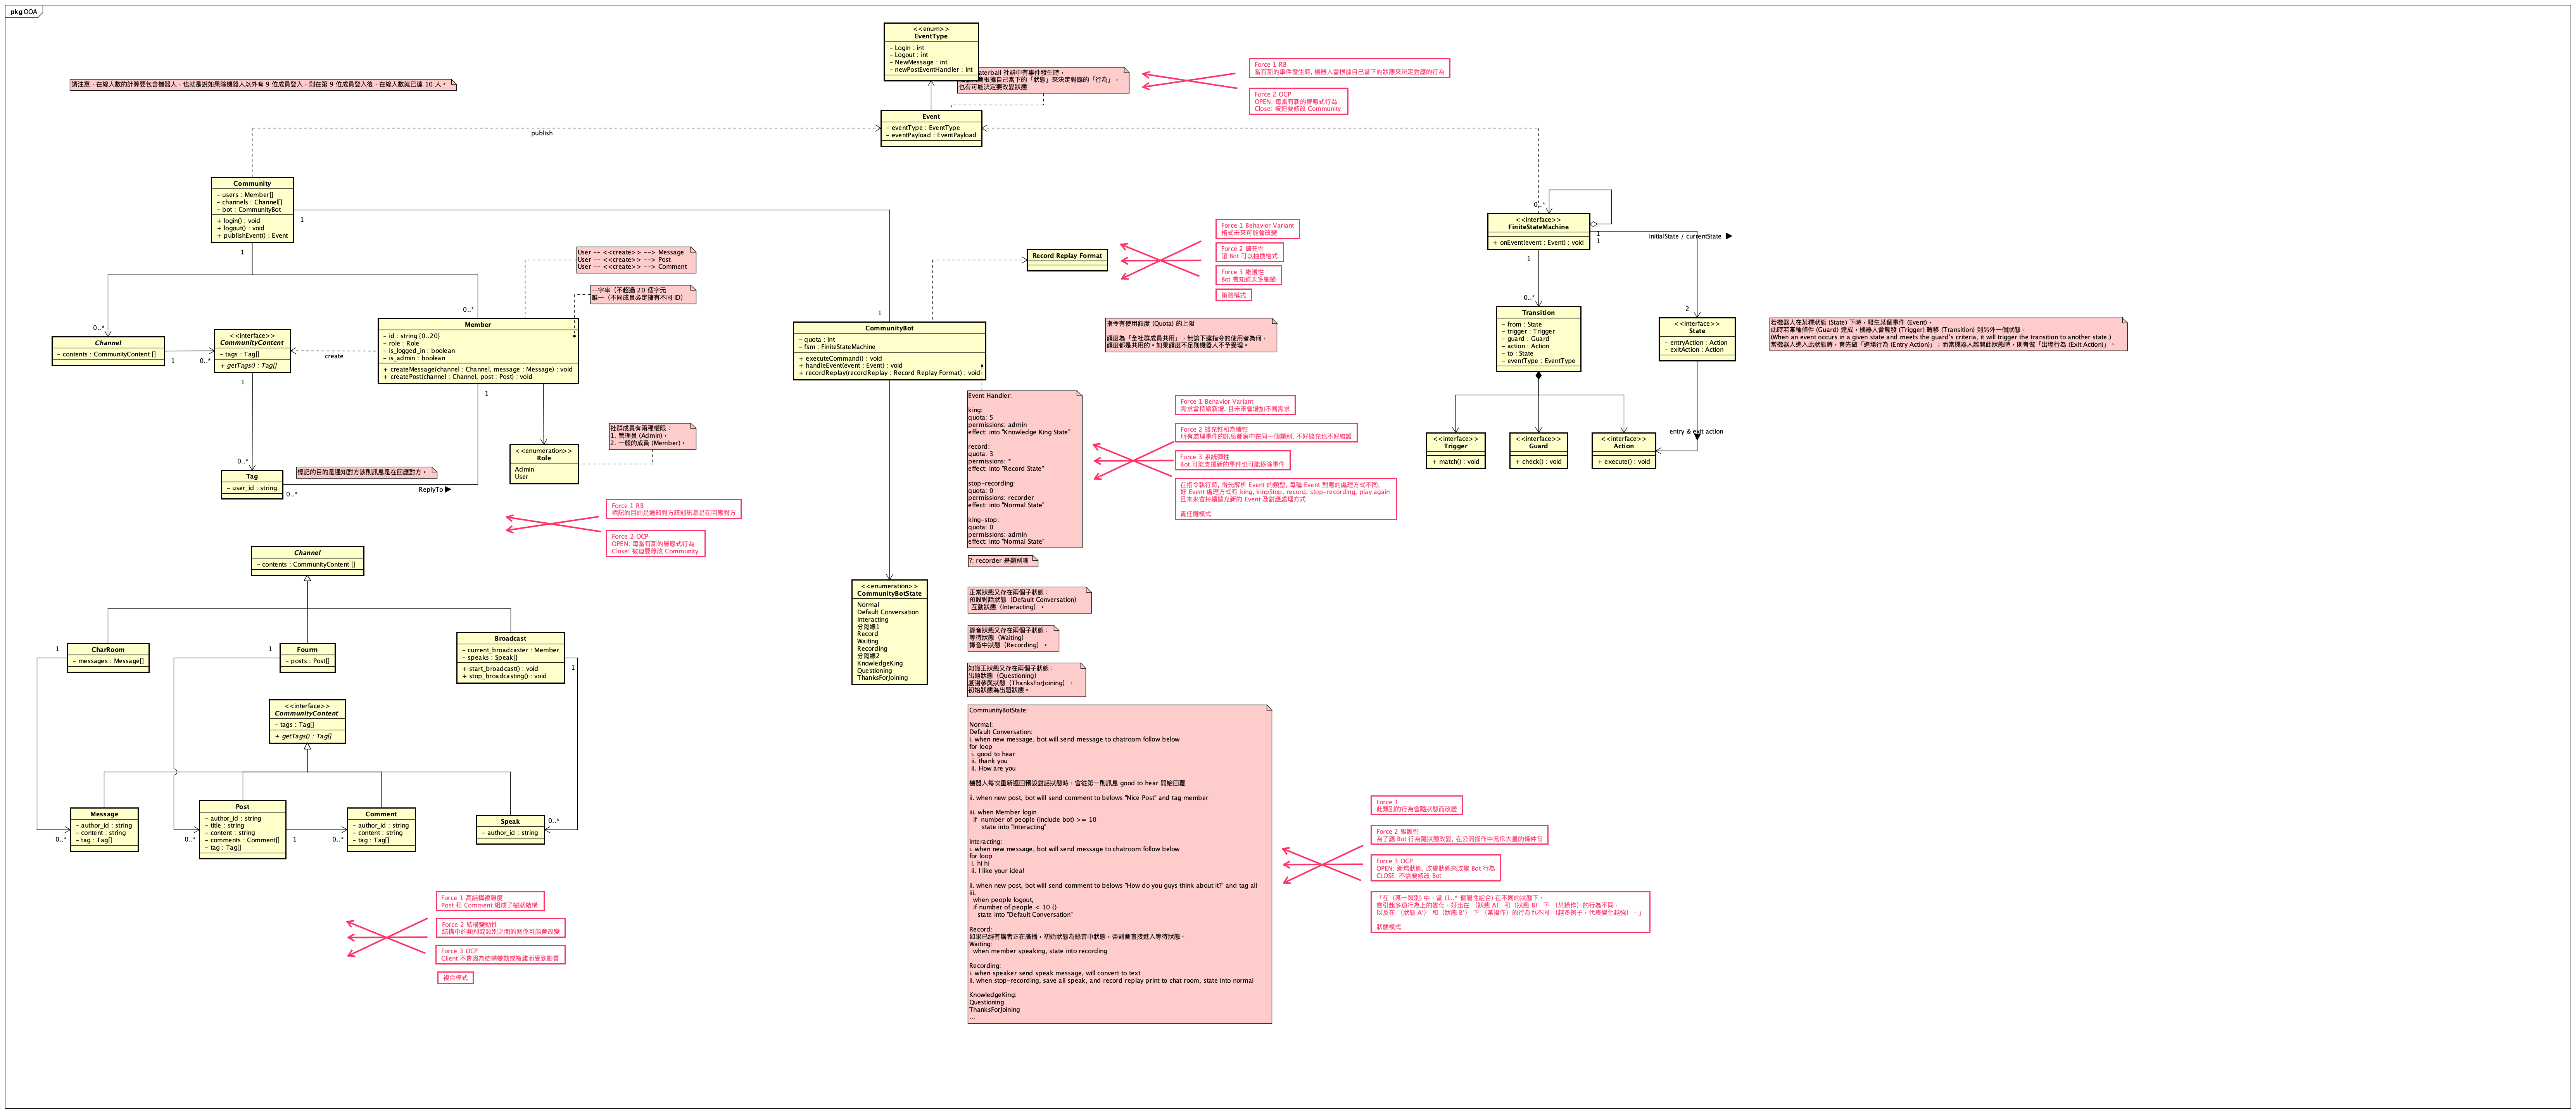 pkg OOA
<<enum>>
EventType
- Login : int
- Logout : int
- NewMessage : int
- newPostEventHandler : int
aterball 社群中有事件發生時，
會根據自己當下的「狀態」來決定對應的「行為」，
也有可能決定要改變狀態
Force 1 RB
當有新的事件發生時, 機器人會根據自己當下的狀態來決定對應的行為
Force 2 OCP
OPEN: 每當有新的響應式行為
Close: 被迫要修改 Community
請注意，在線人數的計算要包含機器人，也就是說如果除機器人以外有 9 位成員登入，則在第 9 位成員登入後，在線人數就已達 10 人。
Event
- eventType : EventType
- eventPayload : EventPayload
publish
Community
- users : Member[]
- channels : Channel[]
- bot : CommunityBot
+ login() : void
+ logout() : void
+ publishEvent() : Event
1
1
0..*
<<interface>>
FiniteStateMachine
+ onEvent(event : Event) : void
1
1
initialState / currentState
1
User -- <<create>> --> Message
User -- <<create>> --> Post
User -- <<create>> --> Comment
一字串（不超過 20 個字元
唯一（不同成員必定擁有不同 ID）
Record Replay Format
Force 1 Behavior Variant
格式未來可能會改變
Force 2 擴充性
讓 Bot 可以抽換格式
Force 3 維護性
Bot 會知道太多細節
策略模式
0..*
0..*
1
0..*
2
Channel
- contents : CommunityContent []
1
0..*
<<interface>>
CommunityContent
- tags : Tag[]
+ getTags() : Tag[]
1
create
Member
- id : string {0..20}
- role : Role
- is_logged_in : boolean
- is_admin : boolean
+ createMessage(channel : Channel, message : Message) : void
+ createPost(channel : Channel, post : Post) : void
1
CommunityBot
- quota : int
- fsm : FiniteStateMachine
+ executeCommand() : void
+ handleEvent(event : Event) : void
+ recordReplay(recordReplay : Record Replay Format) : void
指令有使用額度 (Quota) 的上限
額度為「全社群成員共用」，無論下達指令的使用者為何，
額度都是共用的。如果額度不足則機器人不予受理。
Transition
- from : State
- trigger : Trigger
- guard : Guard
- action : Action
- to : State
- eventType : EventType
<<interface>>
State
- entryAction : Action
- exitAction : Action
若機器人在某種狀態 (State) 下時，發生某個事件 (Event)，
此時若某種條件 (Guard) 達成，機器人會觸發 (Trigger) 轉移 (Transition) 到另外一個狀態。
(When an event occurs in a given state and meets the guard's criteria, it will trigger the transition to another state.)
當機器人進入此狀態時，會先做「進場行為 (Entry Action)」；而當機器人離開此狀態時，則會做「出場行為 (Exit Action)」。
<<interface>>
Trigger
+ match() : void
<<interface>>
Guard
+ check() : void
entry & exit action
<<interface>>
Action
+ execute() : void
社群成員有兩種權限：
1. 管理員 (Admin)，
2. 一般的成員 (Member)。
<<enumeration>>
Role
Admin
User
0..*
Tag
- user_id : string
0..*
標記的目的是通知對方該則訊息是在回應對方。
ReplyTo
Force 1 RB
標記的目的是通知對方該則訊息是在回應對方
Force 2 OCP
OPEN: 每當有新的響應式行為
Close: 被迫要修改 Community
Event Handler:
king:
quota: 5
permissions: admin
effect: into "Knowledge King State"
record:
quota: 3
permissions: *
effect: into "Record State"
stop-recording:
quota: 0
permissions: recorder
effect: into "Normal State"
king-stop:
quota: 0
permissions: admin
effect: into "Normal State"
Force 1 Behavior Variant
需求會持續新增, 且未來會增加不同需求
Force 2 擴充性和為續性
所有處理事件的訊息都集中在同一個類別, 不好擴充也不好維護
Force 3 系統彈性
Bot 可能支援新的事件也可能移除事件
在指令執行時, 得先解析 Event 的類型, 每種 Event 對應的處理方式不同,
好 Event 處理方式有 king, kinpStop, record, stop-recording, play again
且未來會持續擴充新的 Event 及對應處理方式
責任鏈模式
?: recorder 是類別嗎
<<enumeration>>
CommunityBotState
Normal
Default Conversation
Interacting
分隔線1
Record
Waiting
Recording
分隔線2
KnowledgeKing
Questioning
ThanksForJoining
正常狀態又存在兩個子狀態：
預設對話狀態（Default Conversation）
互動狀態（Interacting）。
錄音狀態又存在兩個子狀態：
等待狀態（Waiting）
錄音中狀態（Recording）。
知識王狀態又存在兩個子狀態：
出題狀態（Questioning）
感謝參與狀態（ThanksForJoining），
初始狀態為出題狀態。
Channel
- contents : CommunityContent []
1
CharRoom
- messages : Message[]
1
Fourm
- posts : Post[]
Broadcast
- current_broadcaster : Member
- speaks : Speak[]
+ start_broadcast() : void
+ stop_broadcasting() : void
1
<<interface>>
CommunityContent
- tags : Tag[]
+ getTags() : Tag[]
0..*
Message
- author_id : string
- content : string
- tag : Tag[]
0..*
Post
- author_id : string
- title : string
- content : string
- comments : Comment[]
- tag : Tag[]
1
0..*
Comment
- author_id : string
- content : string
- tag : Tag[]
Speak
- author_id : string
0..*
Force 1 高結構複雜度
Post 和 Comment 組成了樹狀結構
Force 2 結構變動性
結構中的類別或類別之間的關係可能會改變
Force 3 OCP
Client 不會因為結構變動或複雜而受到影響
複合模式
CommunityBotState:
Normal:
Default Conversation:
i. when new message, bot will send message to chatroom follow below
for loop
i. good to hear
ii. thank you
ii. How are you
機器人每次重新返回預設對話狀態時，會從第一則訊息 good to hear 開始回覆
ii. when new post, bot will send comment to belows "Nice Post" and tag member
iii. when Member login
if  number of people (include bot) >= 10
state into "Interacting"
Interacting:
i. when new message, bot will send message to chatroom follow below
for loop
i. hi hi
ii. I like your idea!
ii. when new post, bot will send comment to belows "How do you guys think about it?" and tag all
iii.
when people logout,
if number of people < 10 {}
state into "Default Conversation"
Record:
如果已經有講者正在廣播，初始狀態為錄音中狀態，否則會直接進入等待狀態。
Waiting:
when member speaking, state into recording
Recording:
i. when speaker send speak message, will convert to text
ii. when stop-recording, save all speak, and record replay print to chat room, state into normal
KnowledgeKing:
Questioning
ThanksForJoining
...
Force 1
此類別的行為會隨狀態而改變
Force 2 維護性
為了讓 Bot 行為隨狀態改變, 在公開操作中充斥大量的條件句
Force 3 OCP
OPEN: 新增狀態, 改變狀態來改變 Bot 行為
CLOSE: 不需要修改 Bot
「在（某一類別) 中，當 (1..* 個屬性組合) 在不同的狀態下，
會引起多道行為上的變化，好比在 （狀態 A） 和（狀態 B） 下 （某操作）的行為不同，
以及在 （狀態 A'） 和（狀態 B'） 下 （某操作）的行為也不同 （越多例子，代表變化越強）。」
狀態模式